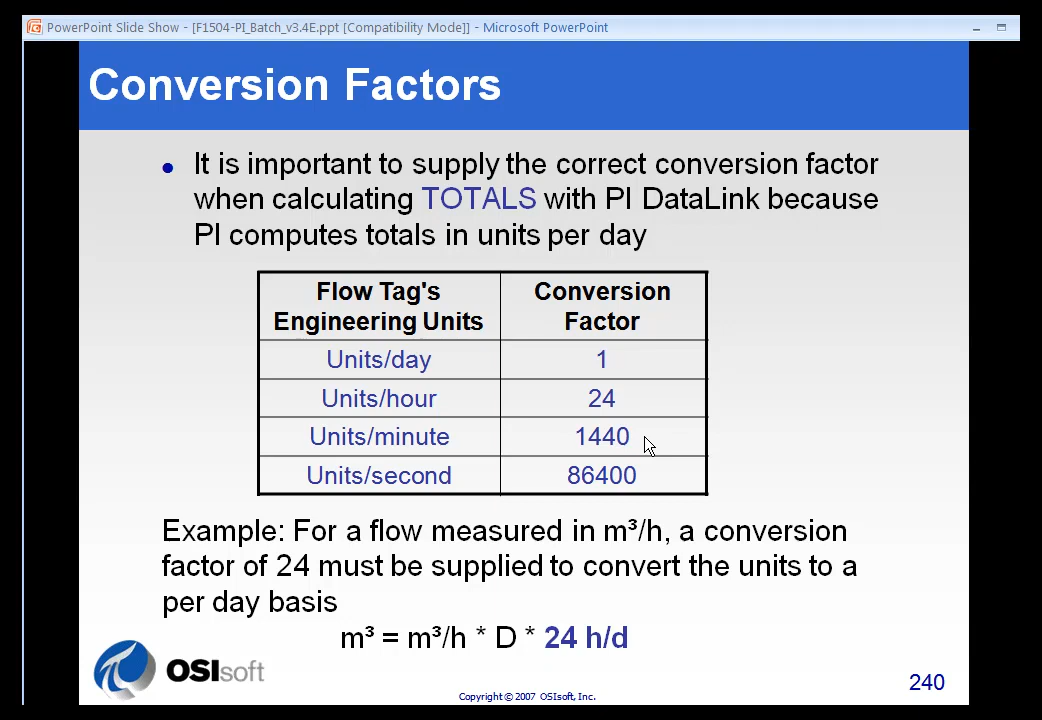 PowerPoint Slide Show - [F1504-PI_Batch_v3.4E.ppt [Compatibility Mode]] - Microsoft PowerPoint
Conversion Factors
• It is important to supply the correct conversion factor
when calculating TOTALS with PI DataLink because
PI computes totals in units per day
Flow Tag's Conversion
Engineering Units Factor
Units/day 1
Units/hour 24
Units/minute 1440
Units/second 86400
Example: For a flow measured in m³/h, a conversion
factor of 24 must be supplied to convert the units to a
per day basis
m³ = m³/h * D * 24 h/d
OSIsoft
Copyright © 2007 OSIsoft, Inc.
240